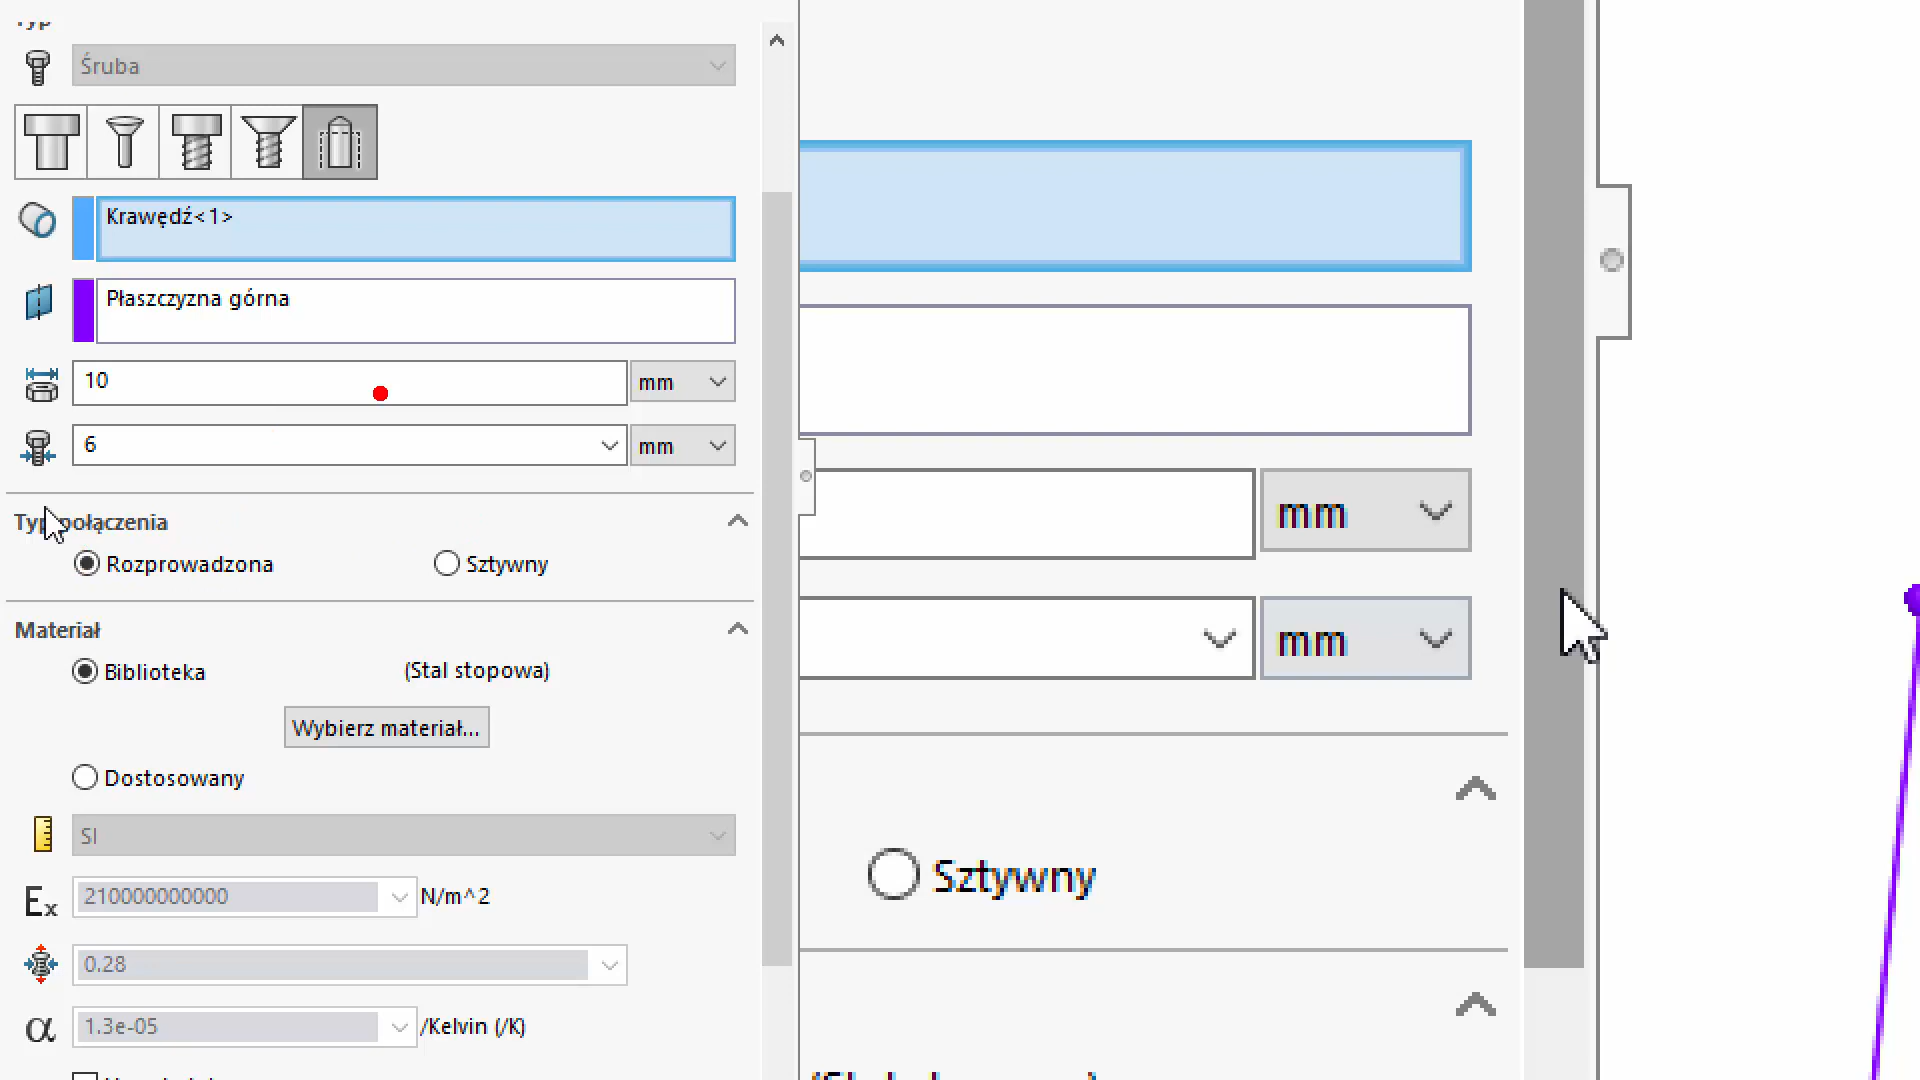 Śruba
Krawędź<1>
Płaszczyzna górna
10 mm
6 mm
mm
mm
Typ połączenia
Rozprowadzona Sztywny
Sztywny
Materiał
Biblioteka (Stal stopowa)
Wybierz materiał...
Dostosowany
SI
Ex 210000000000 N/m^2
0.28
α 1.3e-05 /Kelvin (/K)